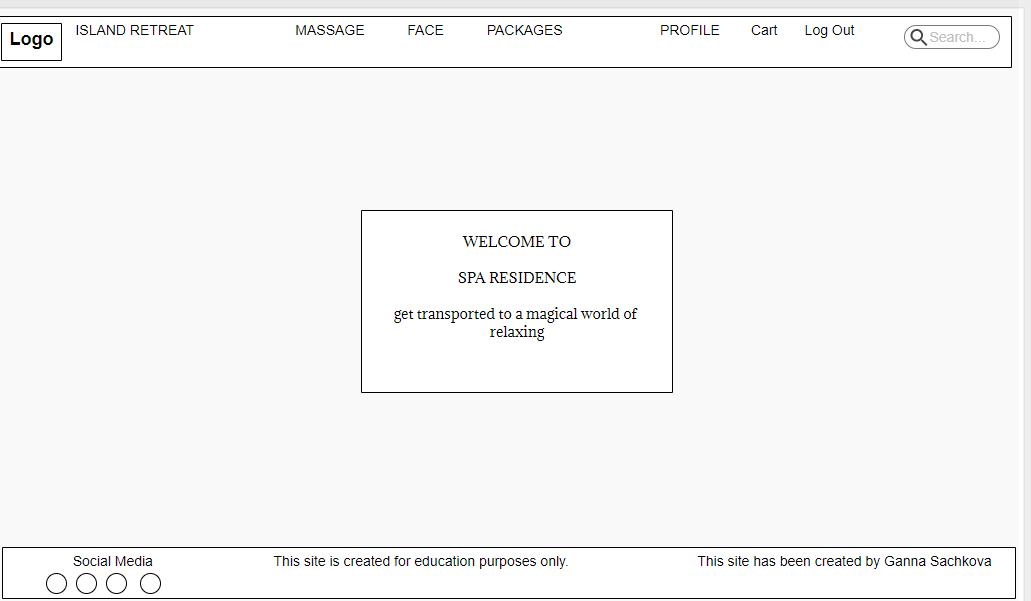 Logo
ISLAND RETREAT
MASSAGE
FACE
PACKAGES
PROFILE
Cart
Log Out
Search...
WELCOME TO
SPA RESIDENCE
get transported to a magical world of
relaxing
Social Media
This site is created for education purposes only.
This site has been created by Ganna Sachkova